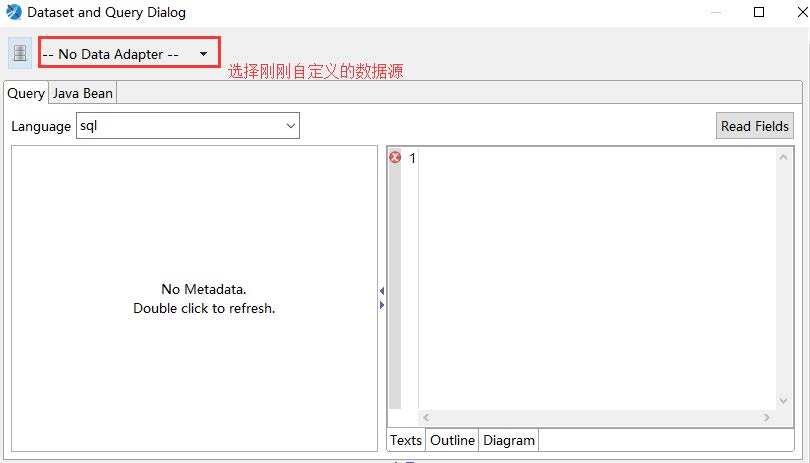 Dataset and Query Dialog
-- No Data Adapter --
选择刚刚自定义的数据源
Query Java Bean
Language sql Read Fields
1
No Metadata.
Double click to refresh.
Texts Outline Diagram